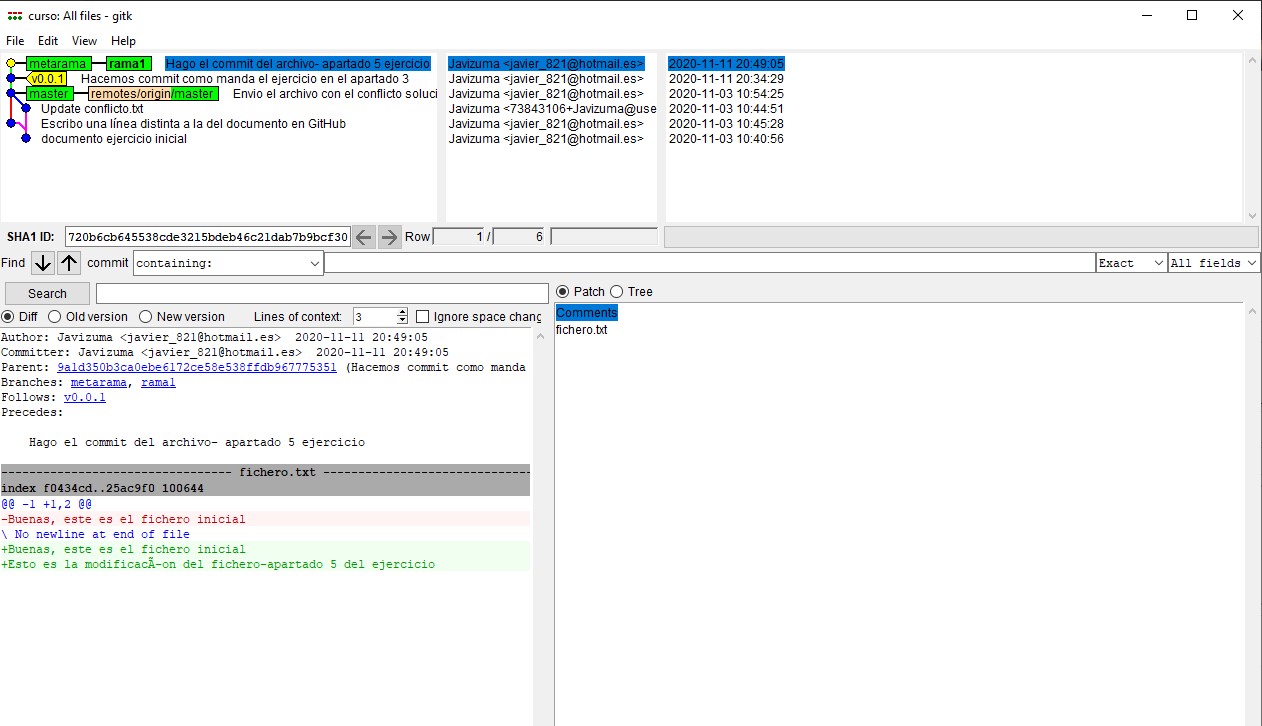 curso: All files - gitk
File Edit View Help
metarama rama1 Hago el commit del archivo- apartado 5 ejercicio Javizuma <javier_821@hotmail.es> 2020-11-11 20:49:05
v0.0.1 Hacemos commit como manda el ejercicio en el apartado 3 Javizuma <javier_821@hotmail.es> 2020-11-11 20:34:29
master remotes/origin/master Envio el archivo con el conflicto soluci Javizuma <javier_821@hotmail.es> 2020-11-03 10:54:25
Update conflicto.txt Javizuma <73843106+Javizuma@use 2020-11-03 10:44:51
Escribo una línea distinta a la del documento en GitHub Javizuma <javier_821@hotmail.es> 2020-11-03 10:45:28
documento ejercicio inicial Javizuma <javier_821@hotmail.es> 2020-11-03 10:40:56
SHA1 ID: 720b6cb645538cde3215bdeb46c21dab7b9bcf30 Row 1 / 6
Find commit containing: Exact All fields
Search Patch Tree
Diff Old version New version Lines of context: 3 Ignore space chang
Comments
fichero.txt
Author: Javizuma <javier_821@hotmail.es> 2020-11-11 20:49:05
Committer: Javizuma <javier_821@hotmail.es> 2020-11-11 20:49:05
Parent: 9a1d350b3ca0ebe6172ce58e538ffdb967775351 (Hacemos commit como manda
Branches: metarama, rama1
Follows: v0.0.1
Precedes:
Hago el commit del archivo- apartado 5 ejercicio
--------------------------------- fichero.txt ------------------------------
index f0434cd..25ac9f0 100644
@@ -1 +1,2 @@
-Buenas, este es el fichero inicial
\ No newline at end of file
+Buenas, este es el fichero inicial
+Esto es la modificacÃ-on del fichero-apartado 5 del ejercicio